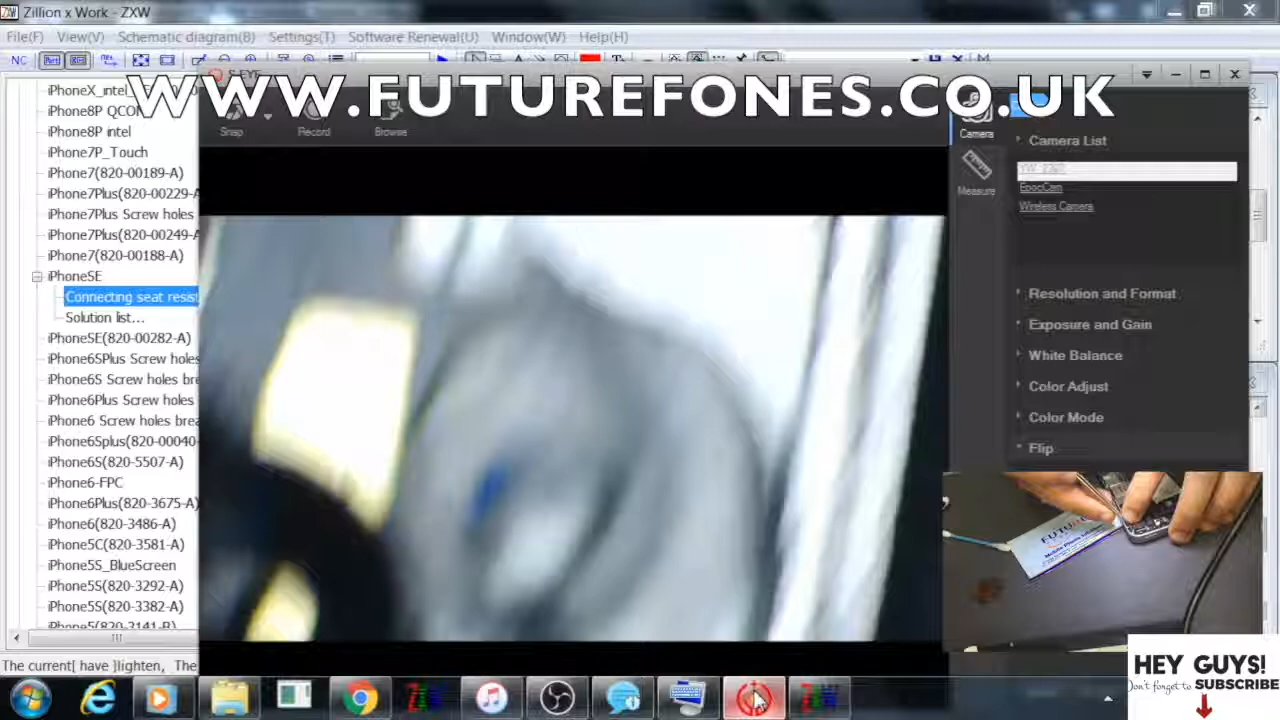 Zillion x Work - ZXW
File(F) View(V) Schematic diagram(B) Settings(T) Software Renewal(U) Window(W) Help(H)
NC
S-EYE
WWW.FUTUREFONES.CO.UK
Snap
Record
Browse
Camera
Measure
Camera List
EpocCam
Wireless Camera
Resolution and Format
Exposure and Gain
White Balance
Color Adjust
Color Mode
Flip
iPhoneX_intel
iPhone8P QCOM
iPhone8P intel
iPhone7P_Touch
iPhone7(820-00189-A)
iPhone7Plus(820-00229-A
iPhone7Plus Screw holes
iPhone7Plus(820-00249-A
iPhone7(820-00188-A)
iPhoneSE
Connecting seat resist
Solution list...
iPhoneSE(820-00282-A)
iPhone6SPlus Screw holes
iPhone6S Screw holes bre
iPhone6Plus Screw holes
iPhone6 Screw holes brea
iPhone6Splus(820-00040-
iPhone6S(820-5507-A)
iPhone6-FPC
iPhone6Plus(820-3675-A)
iPhone6(820-3486-A)
iPhone5C(820-3581-A)
iPhone5S_BlueScreen
iPhone5S(820-3292-A)
iPhone5S(820-3382-A)
iPhone5(820-3141-B)
The current[ have ]lighten, The
HEY GUYS!
Don't forget to SUBSCRIBE